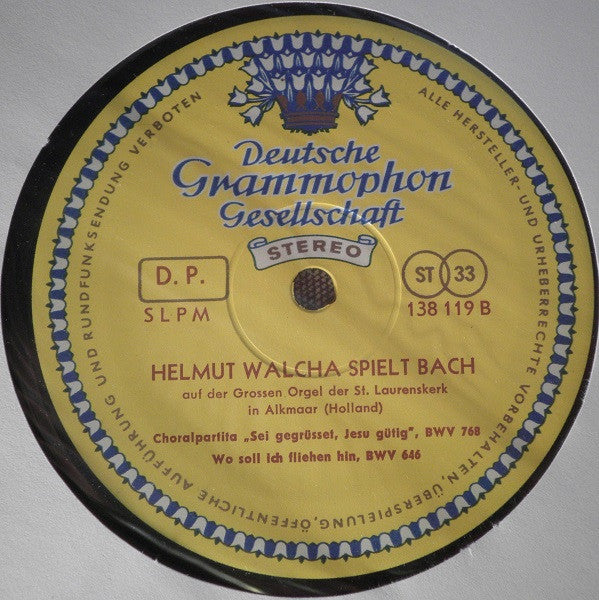 Deutsche
Grammophon
Gesellschaft
STEREO
D. P.
ST 33
SLPM
138 119 B
HELMUT WALCHA SPIELT BACH
auf der Grossen Orgel der St. Laurenskerk
in Alkmaar (Holland)
Choralpartita „Sei gegrüsset, Jesu gütig", BWV 768
Wo soll ich fliehen hin, BWV 646
ALLE HERSTELLER- UND URHEBERRECHTE VORBEHALTEN, ÜBERSPIELUNG, ÖFFENTLICHE AUFFÜHRUNG UND RUNDFUNKSENDUNG VERBOTEN